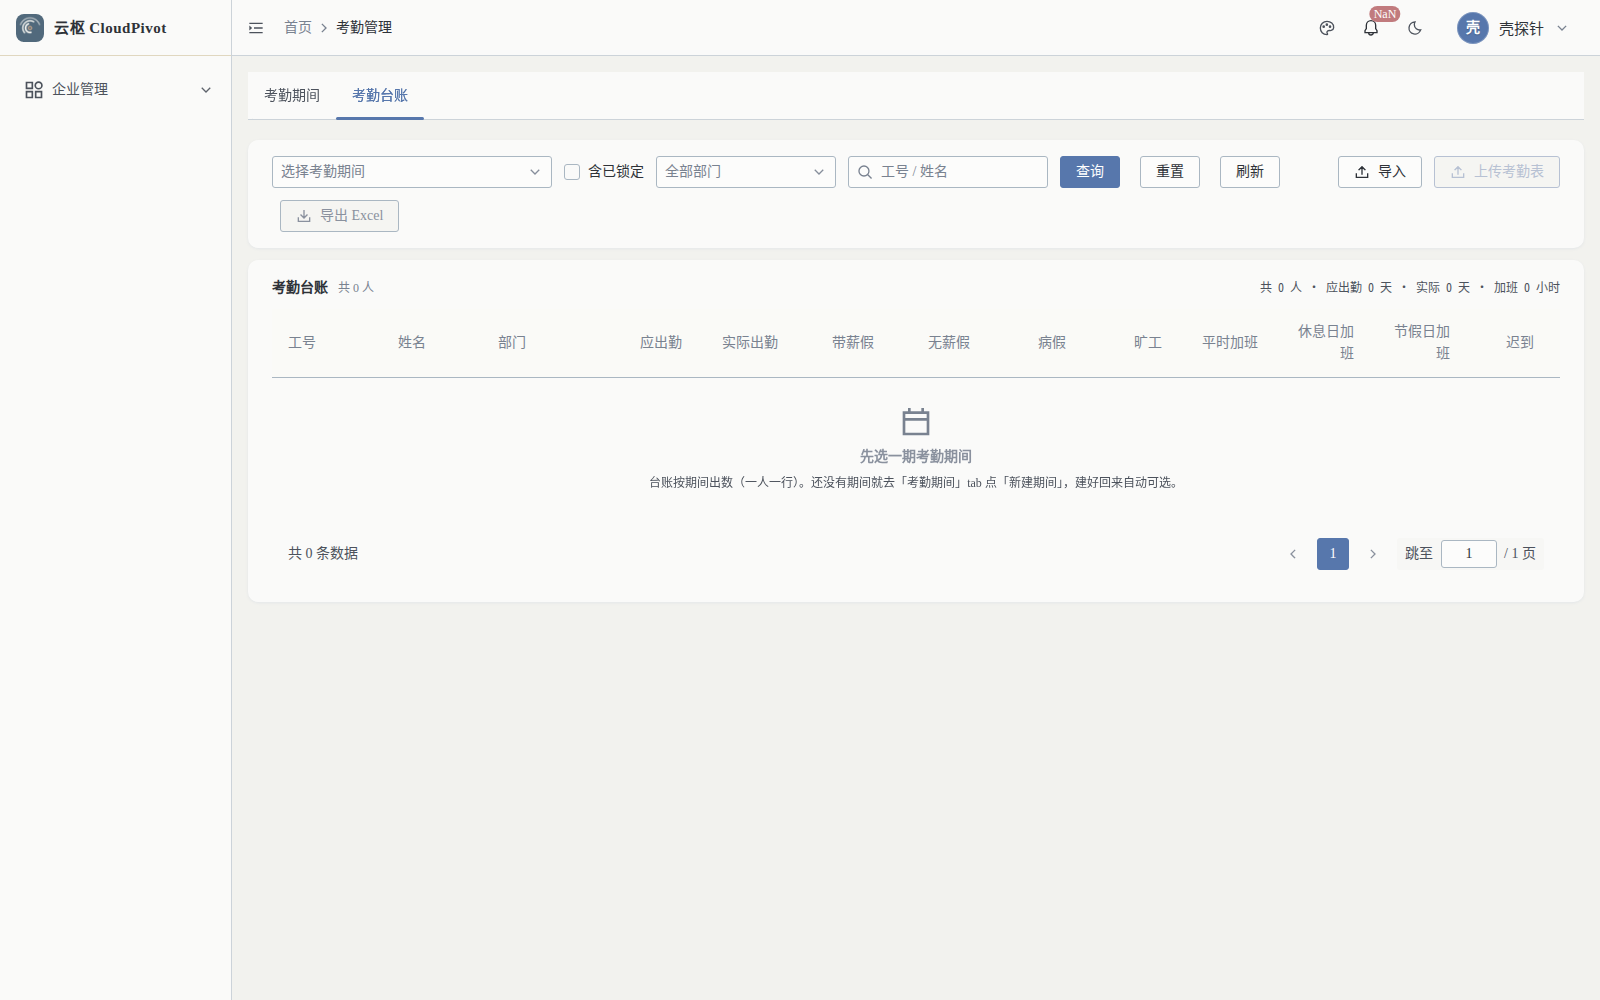 云枢 CloudPivot
首页 考勤管理
NaN
壳 壳探针
企业管理
考勤期间 考勤台账
选择考勤期间 含已锁定 全部部门 工号 / 姓名 查询 重置 刷新 导入 上传考勤表
导出 Excel
考勤台账 共 0 人
共 0 人 · 应出勤 0 天 · 实际 0 天 · 加班 0 小时
工号 姓名 部门 应出勤 实际出勤 带薪假 无薪假 病假 旷工 平时加班 休息日加班 节假日加班 迟到
先选一期考勤期间
台账按期间出数（一人一行）。还没有期间就去「考勤期间」tab 点「新建期间」，建好回来自动可选。
共 0 条数据
1 跳至 1 / 1 页